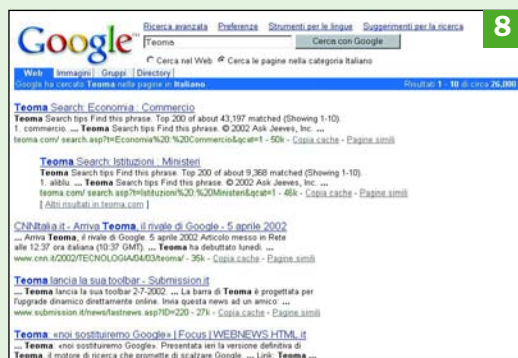 8
Google™
Ricerca avanzata Preferenze Strumenti per le lingue Suggerimenti per la ricerca
Teoma Cerca con Google
Cerca nel Web Cerca le pagine nella categoria Italiano
Web Immagini Gruppi Directory
Google ha cercato Teoma nelle pagine in Italiano. Risultati 1 - 10 di circa 26,000
Teoma Search: Economia : Commercio
Teoma Search tips Find this phrase. Top 200 of about 43,197 matched (Showing 1-10).
1. commercio. ... Teoma Search tips Find this phrase. © 2002 Ask Jeeves, Inc. ...
teoma.com/ search.asp?t=Economia%20:%20Commercio&qcat=1 - 50k - Copia cache - Pagine simili
Teoma Search: Istituzioni : Ministeri
Teoma Search tips Find this phrase. Top 200 of about 9,368 matched (Showing 1-10).
1. aliblu. ... Teoma Search tips Find this phrase. © 2002 Ask Jeeves, Inc. ...
teoma.com/ search.asp?t=Istituzioni%20:%20Ministeri&qcat=1 - 46k - Copia cache - Pagine simili
[ Altri risultati in teoma.com ]
CNNItalia.it - Arriva Teoma, il rivale di Google - 5 aprile 2002
... Arriva Teoma, il rivale di Google. 5 aprile 2002 Articolo messo in Rete
alle 12:37 ora italiana (10:37 GMT). ... Teoma ha debuttato lunedì. ...
www.cnn.it/2002/TECNOLOGIA/04/03/teoma/ - 35k - Copia cache - Pagine simili
Teoma lancia la sua toolbar - Submission.it
... Teoma lancia la sua toolbar 2-7-2002. ... La barra di Teoma è progettata per
l'upgrade dinamico direttamente online. Invia questa news ad un amico: ...
www.submission.it/news/lastnews.asp?ID=220 - 27k - Copia cache - Pagine simili
Teoma: «noi sostituiremo Google» | Focus | WEBNEWS HTML.it
... Teoma: «noi sostituiremo Google». Presentata ieri la versione definitiva di
Teoma, il motore di ricerca che promette di scalzare Google. ... Link: Teoma ...